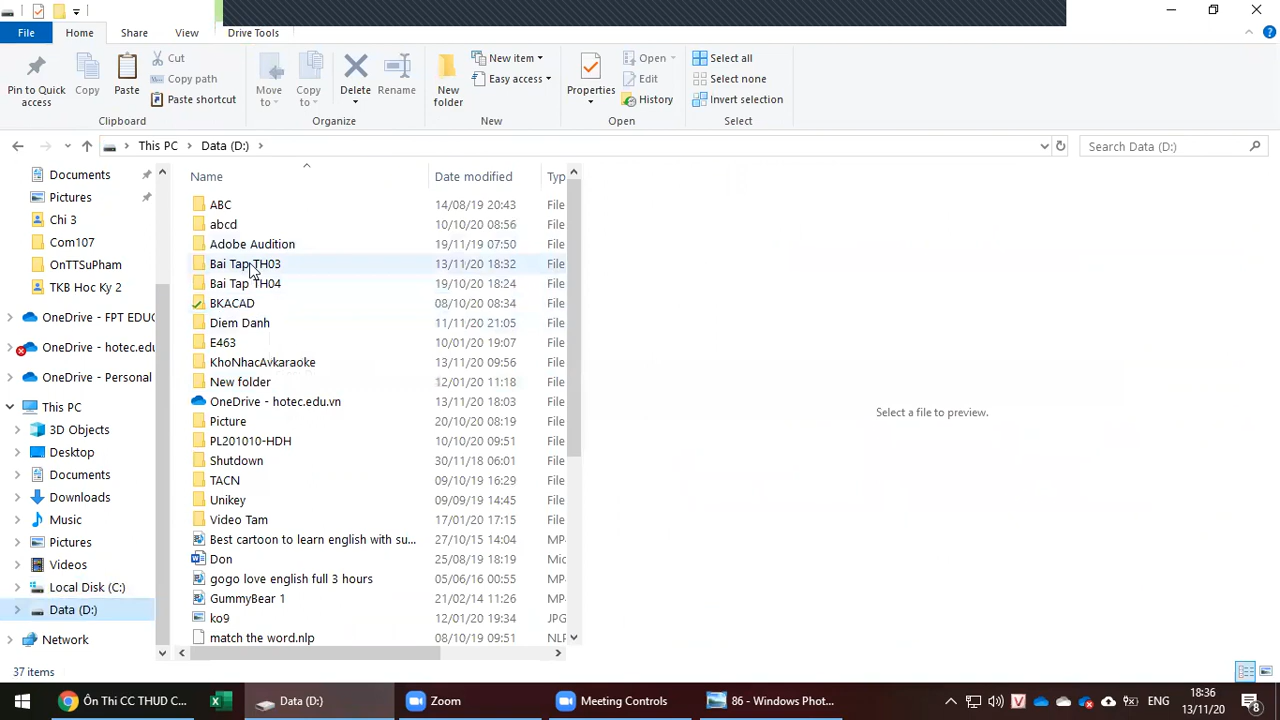 File Home Share View Drive Tools
Pin to Quick access
Copy
Paste
Cut
Copy path
Paste shortcut
Clipboard
Move to
Copy to
Delete
Rename
Organize
New folder
New item
Easy access
New
Properties
Open
Edit
History
Open
Select all
Select none
Invert selection
Select
This PC > Data (D:) >
Search Data (D:)
Documents
Pictures
Chi 3
Com107
OnTTSuPham
TKB Hoc Ky 2
OneDrive - FPT EDUC
OneDrive - hotec.edu
OneDrive - Personal
This PC
3D Objects
Desktop
Documents
Downloads
Music
Pictures
Videos
Local Disk (C:)
Data (D:)
Network
Name Date modified Typ
ABC 14/08/19 20:43 File
abcd 10/10/20 08:56 File
Adobe Audition 19/11/19 07:50 File
Bai Tap TH03 13/11/20 18:32 File
Bai Tap TH04 19/10/20 18:24 File
BKACAD 08/10/20 08:34 File
Diem Danh 11/11/20 21:05 File
E463 10/01/20 19:07 File
KhoNhacAvkaraoke 13/11/20 09:56 File
New folder 12/01/20 11:18 File
OneDrive - hotec.edu.vn 13/11/20 18:03 File
Picture 20/10/20 08:19 File
PL201010-HDH 10/10/20 09:51 File
Shutdown 30/11/18 06:01 File
TACN 09/10/19 16:29 File
Unikey 09/09/19 14:45 File
Video Tam 17/01/20 17:15 File
Best cartoon to learn english with su... 27/10/15 14:04 MP4
Don 25/08/19 18:19 Mic
gogo love english full 3 hours 05/06/16 00:55 MP4
GummyBear 1 21/02/14 11:26 MP4
ko9 12/01/20 19:34 JPG
match the word.nlp 08/10/19 09:51 NLP
Select a file to preview.
37 items
Ôn Thi CC THUD C...
Data (D:)
Zoom
Meeting Controls
86 - Windows Phot...
ENG
18:36
13/11/20
8